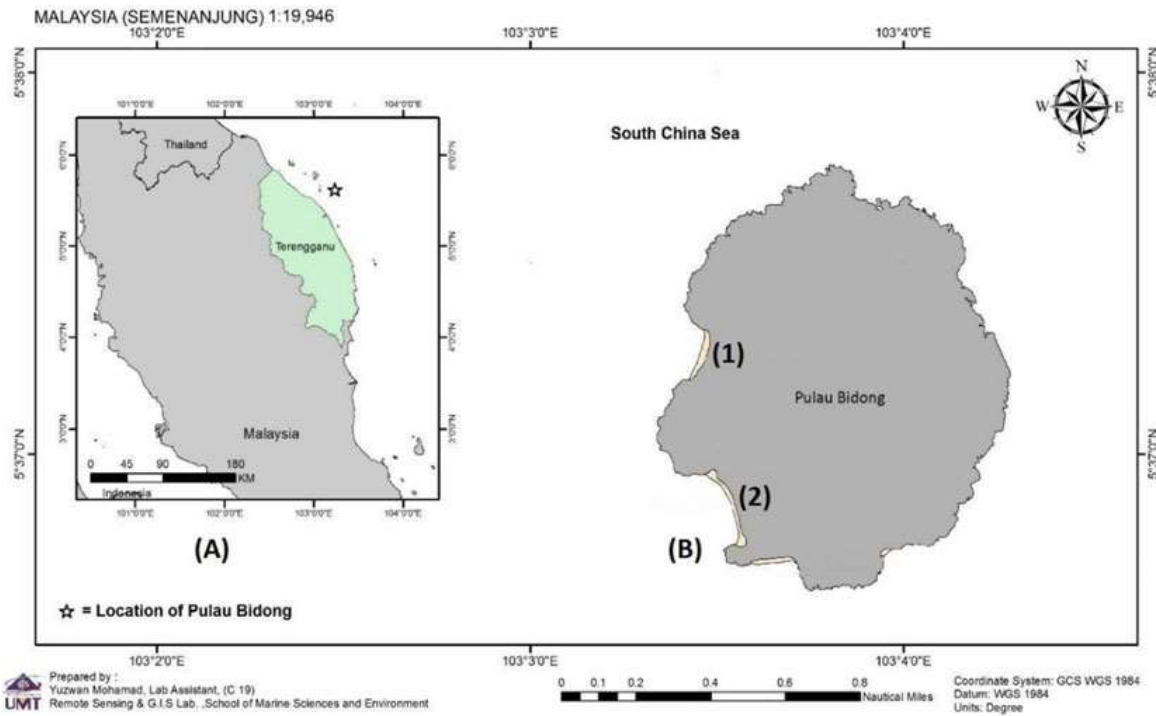 MALAYSIA (SEMENANJUNG) 1:19,946
103°2'0"E 103°3'0"E 103°4'0"E
5°38'0"N 5°38'0"N
N
W E
S
South China Sea
101°0'0"E 102°0'0"E 103°0'0"E 104°0'0"E
Thailand
6°0'0"N 6°0'0"N
Terengganu
5°0'0"N 5°0'0"N
4°0'0"N 4°0'0"N
(1)
Pulau Bidong
Malaysia
3°0'0"N 3°0'0"N
5°37'0"N 5°37'0"N
0 45 90 180
KM
Indonesia
101°0'0"E 102°0'0"E 103°0'0"E 104°0'0"E
(2)
(A) (B)
= Location of Pulau Bidong
103°2'0"E 103°3'0"E 103°4'0"E
UMT
Prepared by :
Yuzwan Mohamad, Lab Assistant, (C 19)
Remote Sensing & G.I.S Lab. ,School of Marine Sciences and Environment
0 0.1 0.2 0.4 0.6 0.8
Nautical Miles
Coordinate System: GCS WGS 1984
Datum: WGS 1984
Units: Degree